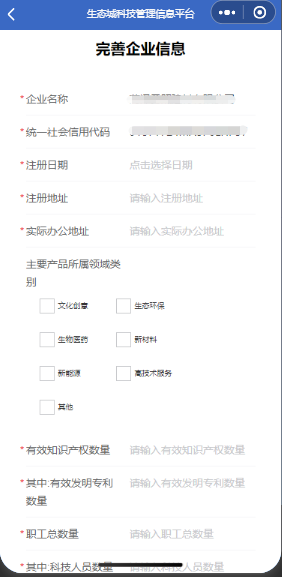 生态城科技管理信息平台
完善企业信息
* 企业名称
* 统一社会信用代码
* 注册日期 点击选择日期
* 注册地址 请输入注册地址
* 实际办公地址 请输入实际办公地址
主要产品所属领域类
别
文化创意 生态环保
生物医药 新材料
新能源 高技术服务
其他
* 有效知识产权数量 请输入有效知识产权数量
* 其中:有效发明专利 请输入有效发明专利数量
数量
* 职工总数量 请输入职工总数量
* 其中:科技人员数量 请输入科技人员数量